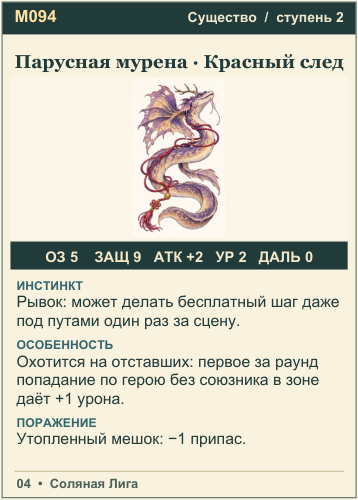 M094 Существо / ступень 2
Парусная мурена · Красный след
ОЗ 5 ЗАЩ 9 АТК +2 УР 2 ДАЛЬ 0
ИНСТИНКТ
Рывок: может делать бесплатный шаг даже
под путами один раз за сцену.
ОСОБЕННОСТЬ
Охотится на отставших: первое за раунд
попадание по герою без союзника в зоне
даёт +1 урона.
ПОРАЖЕНИЕ
Утопленный мешок: −1 припас.
04 • Соляная Лига